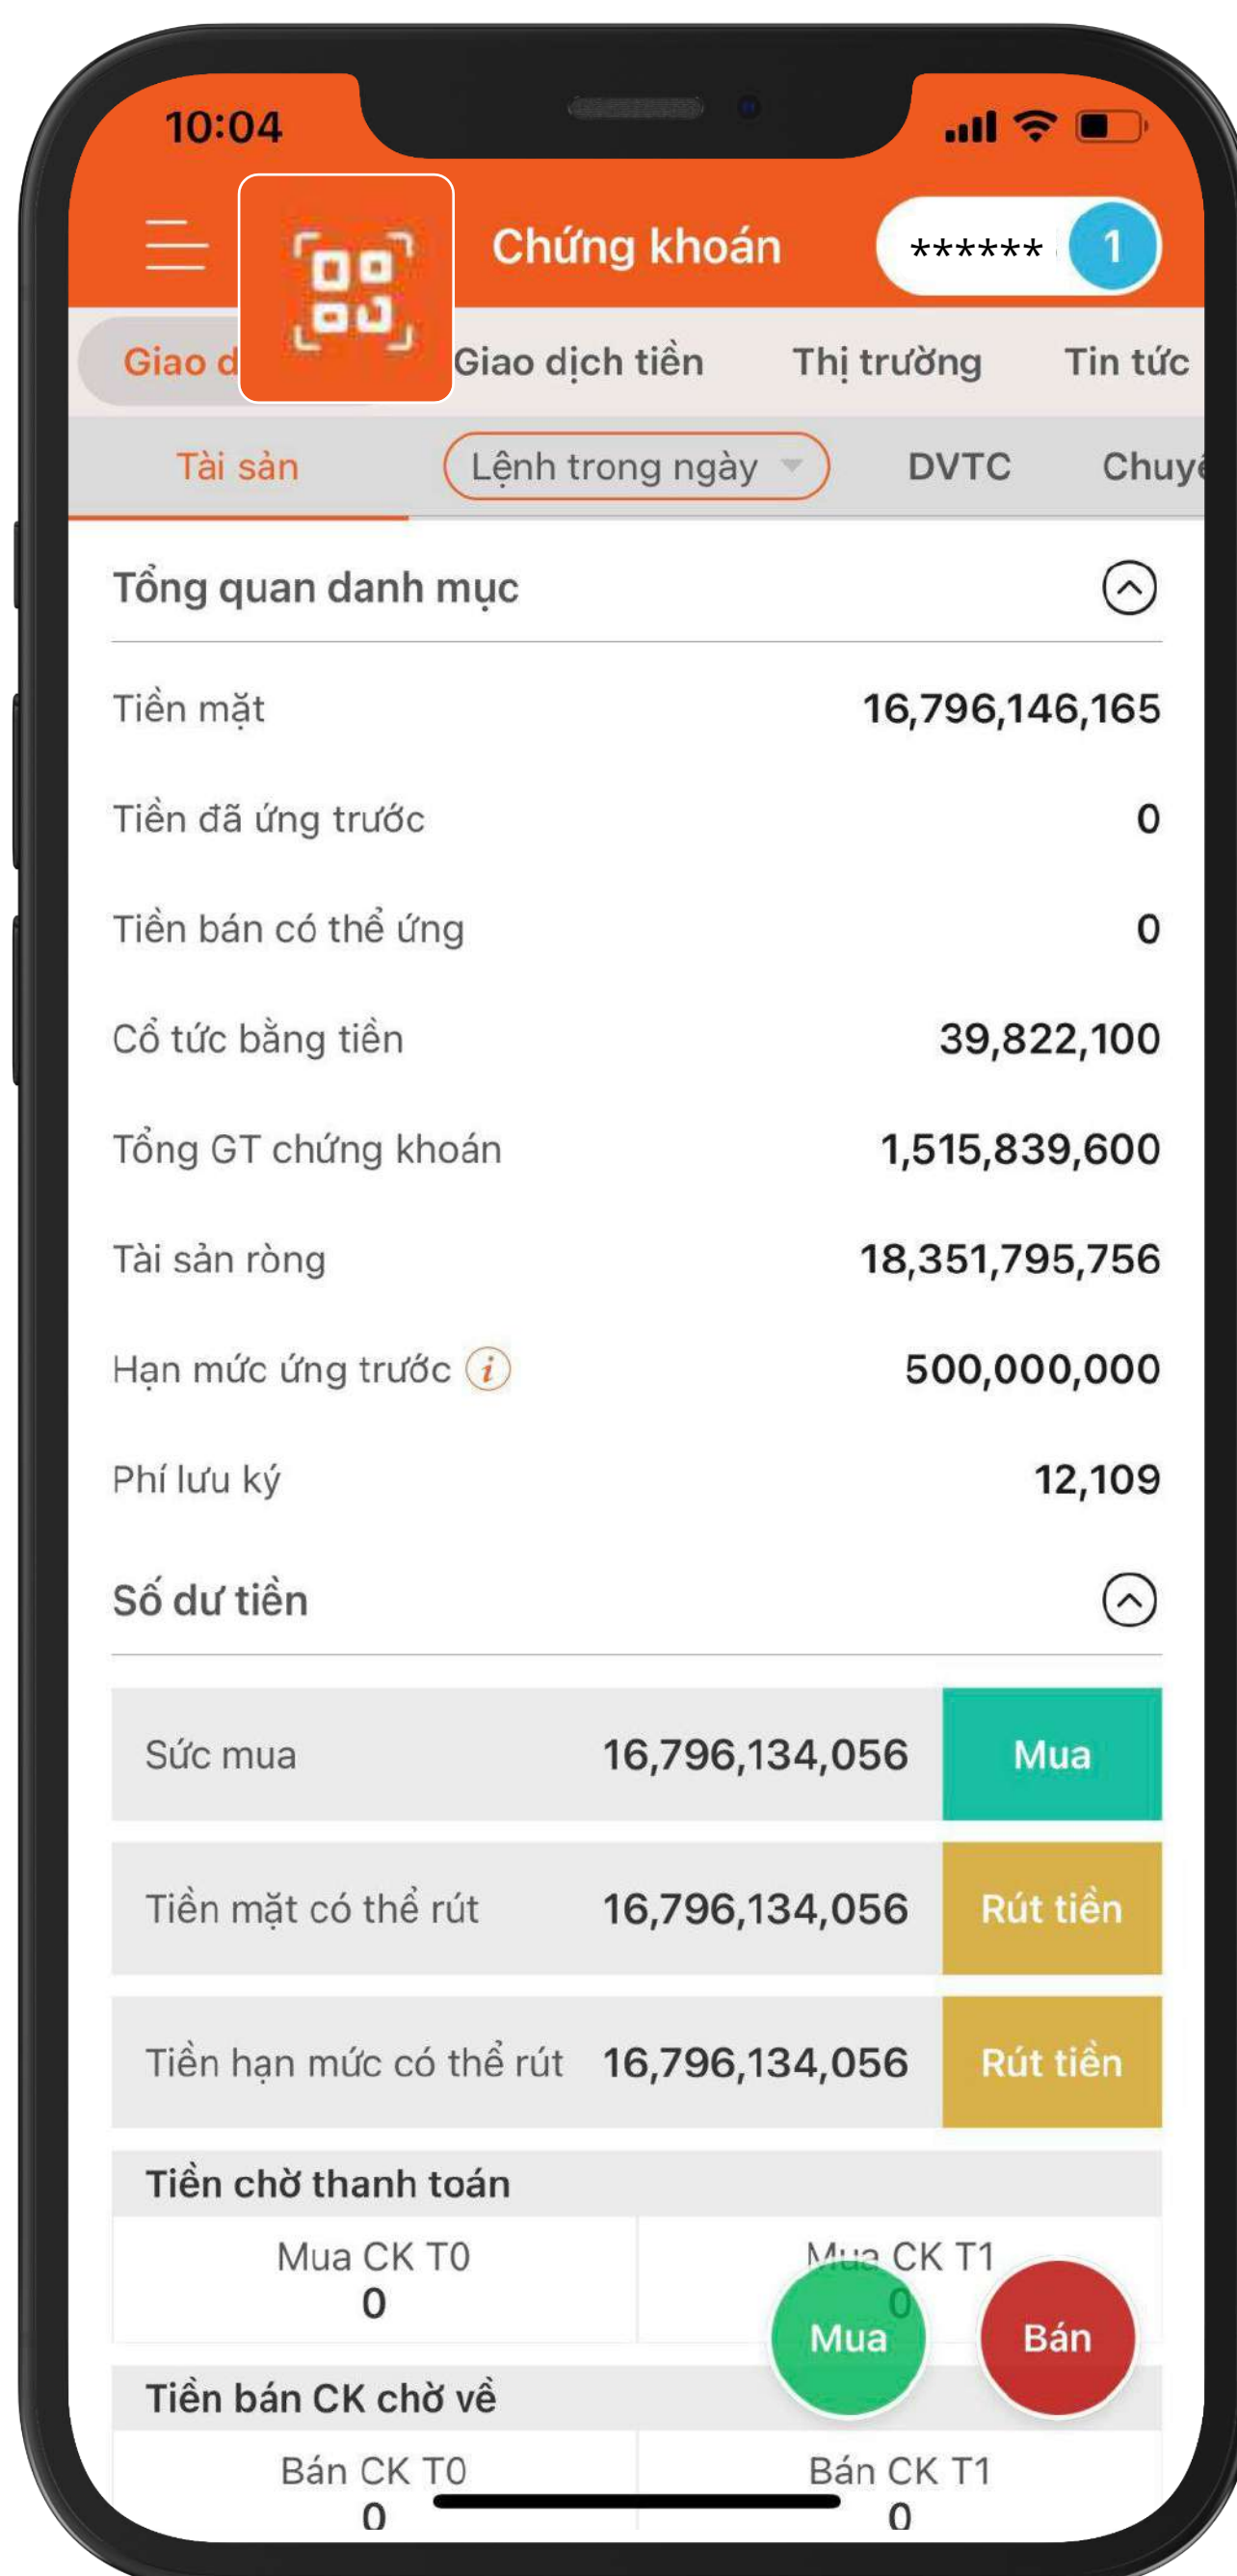 10:04
Chứng khoán ****** 1
Giao d Giao dịch tiền Thị trường Tin tức
Tài sản Lệnh trong ngày DVTC Chuyể
Tổng quan danh mục
Tiền mặt 16,796,146,165
Tiền đã ứng trước 0
Tiền bán có thể ứng 0
Cổ tức bằng tiền 39,822,100
Tổng GT chứng khoán 1,515,839,600
Tài sản ròng 18,351,795,756
Hạn mức ứng trước i 500,000,000
Phí lưu ký 12,109
Số dư tiền
Sức mua 16,796,134,056 Mua
Tiền mặt có thể rút 16,796,134,056 Rút tiền
Tiền hạn mức có thể rút 16,796,134,056 Rút tiền
Tiền chờ thanh toán
Mua CK T0 Mua CK T1
0 0
Mua Bán
Tiền bán CK chờ về
Bán CK T0 Bán CK T1
0 0